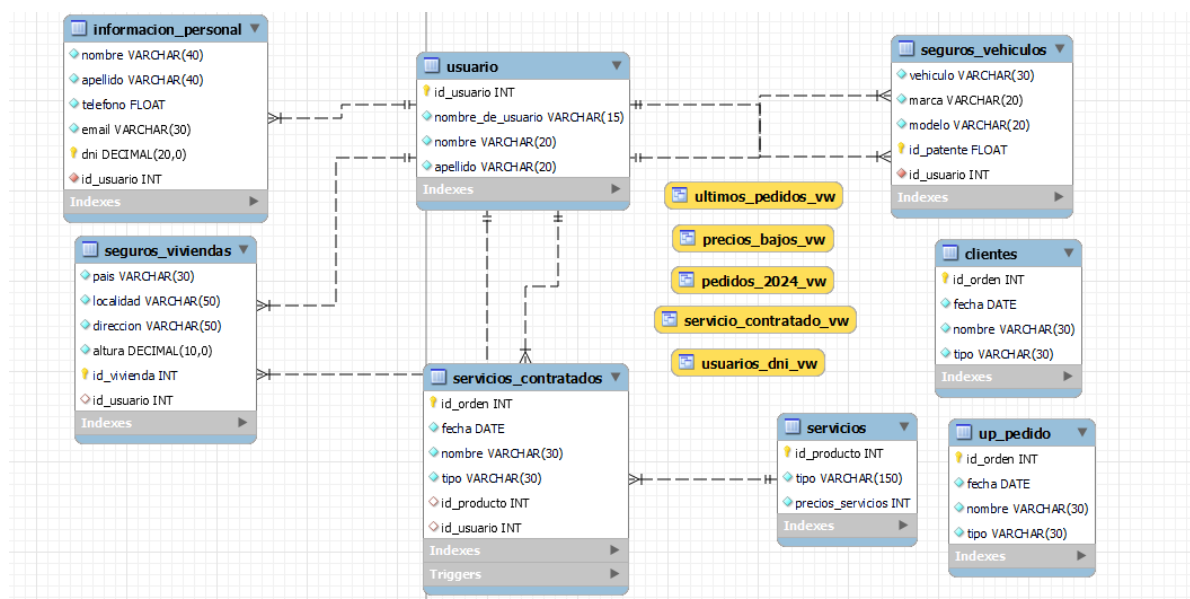 informacion_personal
nombre VARCHAR(40)
apellido VARCHAR(40)
telefono FLOAT
email VARCHAR(30)
dni DECIMAL(20,0)
id_usuario INT
Indexes
usuario
id_usuario INT
nombre_de_usuario VARCHAR(15)
nombre VARCHAR(20)
apellido VARCHAR(20)
Indexes
seguros_vehiculos
vehiculo VARCHAR(30)
marca VARCHAR(20)
modelo VARCHAR(20)
id_patente FLOAT
id_usuario INT
Indexes
seguros_viviendas
pais VARCHAR(30)
localidad VARCHAR(50)
direccion VARCHAR(50)
altura DECIMAL(10,0)
id_vivienda INT
id_usuario INT
Indexes
ultimos_pedidos_vw
precios_bajos_vw
pedidos_2024_vw
servicio_contratado_vw
usuarios_dni_vw
clientes
id_orden INT
fecha DATE
nombre VARCHAR(30)
tipo VARCHAR(30)
Indexes
servicios_contratados
id_orden INT
fecha DATE
nombre VARCHAR(30)
tipo VARCHAR(30)
id_producto INT
id_usuario INT
Indexes
Triggers
servicios
id_producto INT
tipo VARCHAR(150)
precios_servicios INT
Indexes
up_pedido
id_orden INT
fecha DATE
nombre VARCHAR(30)
tipo VARCHAR(30)
Indexes